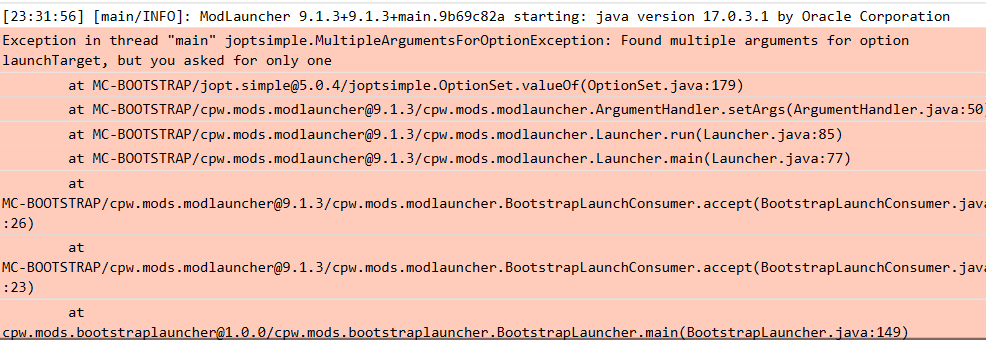 [23:31:56] [main/INFO]: ModLauncher 9.1.3+9.1.3+main.9b69c82a starting: java version 17.0.3.1 by Oracle Corporation
Exception in thread "main" joptsimple.MultipleArgumentsForOptionException: Found multiple arguments for option
launchTarget, but you asked for only one
at MC-BOOTSTRAP/jopt.simple@5.0.4/joptsimple.OptionSet.valueOf(OptionSet.java:179)
at MC-BOOTSTRAP/cpw.mods.modlauncher@9.1.3/cpw.mods.modlauncher.ArgumentHandler.setArgs(ArgumentHandler.java:50
at MC-BOOTSTRAP/cpw.mods.modlauncher@9.1.3/cpw.mods.modlauncher.Launcher.run(Launcher.java:85)
at MC-BOOTSTRAP/cpw.mods.modlauncher@9.1.3/cpw.mods.modlauncher.Launcher.main(Launcher.java:77)
at
MC-BOOTSTRAP/cpw.mods.modlauncher@9.1.3/cpw.mods.modlauncher.BootstrapLaunchConsumer.accept(BootstrapLaunchConsumer.java
:26)
at
MC-BOOTSTRAP/cpw.mods.modlauncher@9.1.3/cpw.mods.modlauncher.BootstrapLaunchConsumer.accept(BootstrapLaunchConsumer.java
:23)
at
cpw.mods.bootstraplauncher@1.0.0/cpw.mods.bootstraplauncher.BootstrapLauncher.main(BootstrapLauncher.java:149)